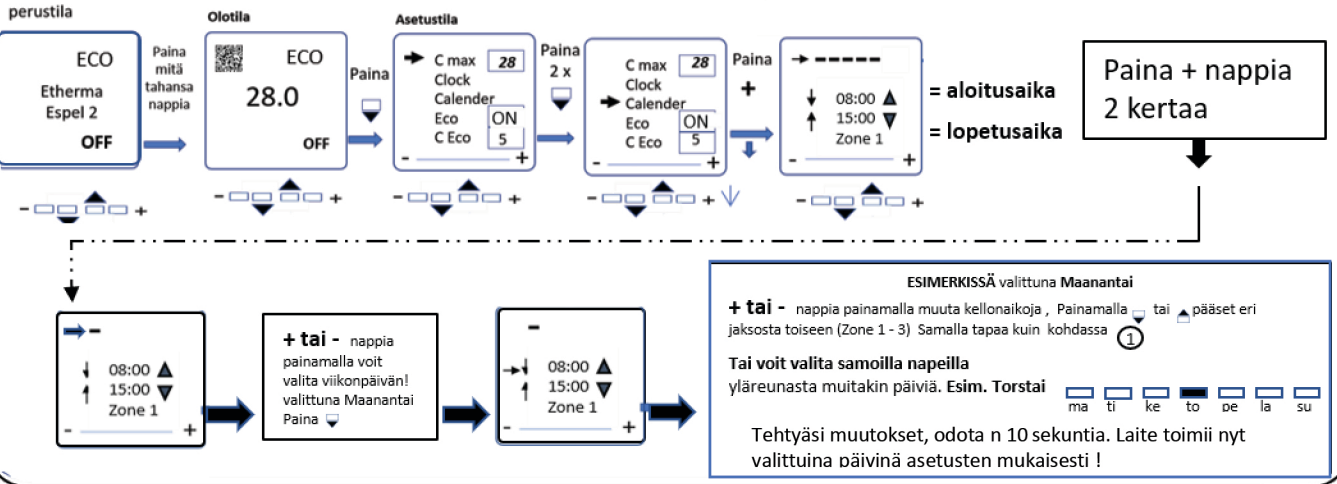 perustila
ECO
Etherma
Espel 2
OFF
Paina
mitä
tahansa
nappia
- +
Olotila
ECO
28.0
OFF
- +
Paina
Asetustila
C max 28
Clock
Calender
Eco ON
C Eco 5
- +
- +
Paina
2 x
C max 28
Clock
Calender
Eco ON
C Eco 5
- +
- +
Paina
+
08:00
15:00
Zone 1
- +
- +
= aloitusaika
= lopetusaika
Paina + nappia
2 kertaa
08:00
15:00
Zone 1
- +
+ tai - nappia
painamalla voit
valita viikonpäivän!
valittuna Maanantai
Paina
08:00
15:00
Zone 1
- +
ESIMERKISSÄ valittuna Maanantai
+ tai - nappia painamalla muuta kellonaikoja , Painamalla tai pääset eri
jaksosta toiseen (Zone 1 - 3) Samalla tapaa kuin kohdassa 1
Tai voit valita samoilla napeilla
yläreunasta muitakin päiviä. Esim. Torstai
ma ti ke to pe la su
Tehtyäsi muutokset, odota n 10 sekuntia. Laite toimii nyt
valittuina päivinä asetusten mukaisesti !